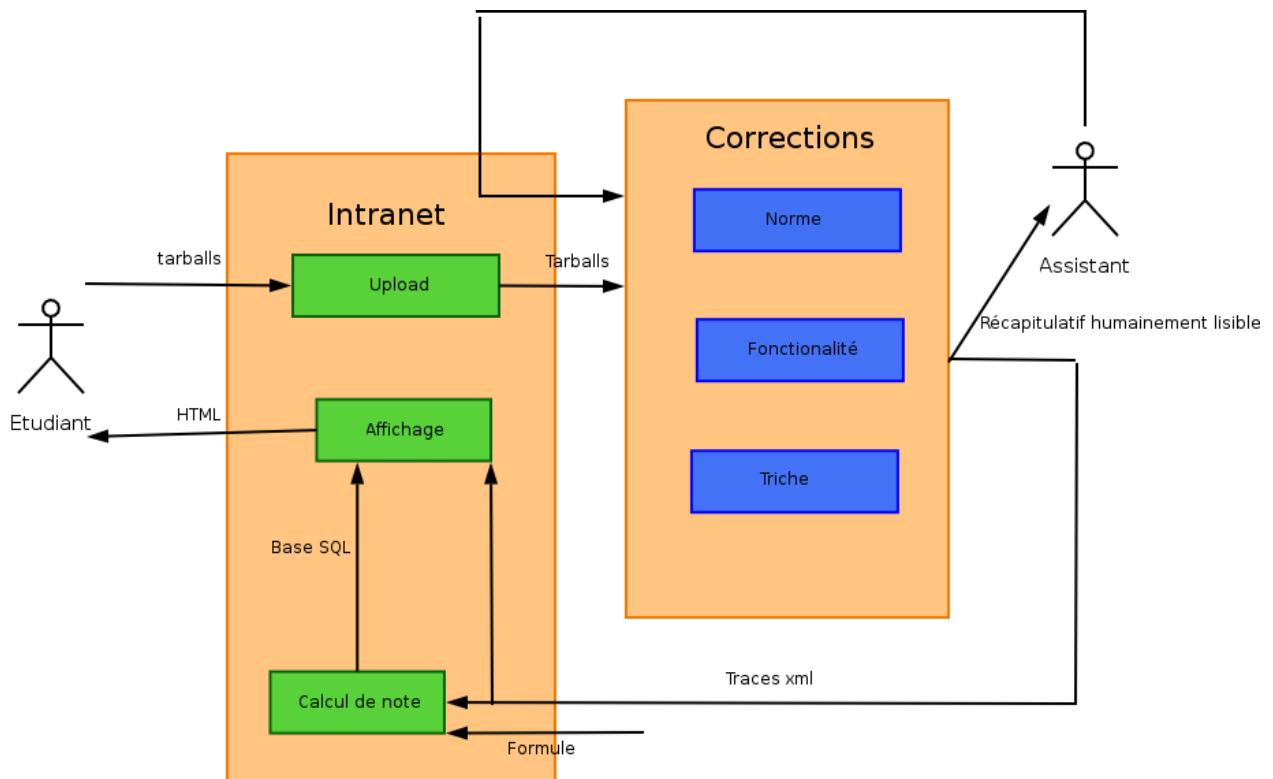 Corrections
Norme
Intranet
tarballs
Upload
Tarballs
Assistant
Récapitulatif humainement lisible
Fonctionalité
Etudiant
HTML
Affichage
Triche
Base SQL
Traces xml
Calcul de note
Formule